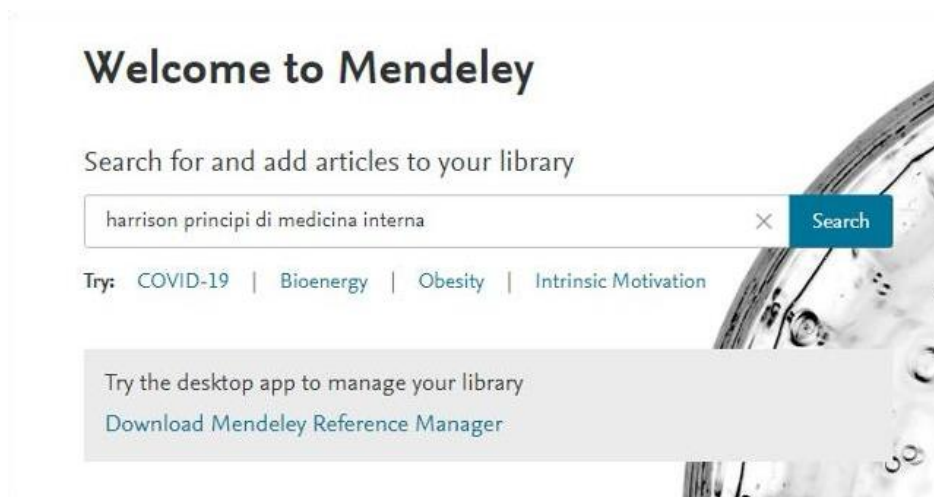 Welcome to Mendeley
Search for and add articles to your library
harrison principi di medicina interna × Search
Try: COVID-19 | Bioenergy | Obesity | Intrinsic Motivation
Try the desktop app to manage your library
Download Mendeley Reference Manager